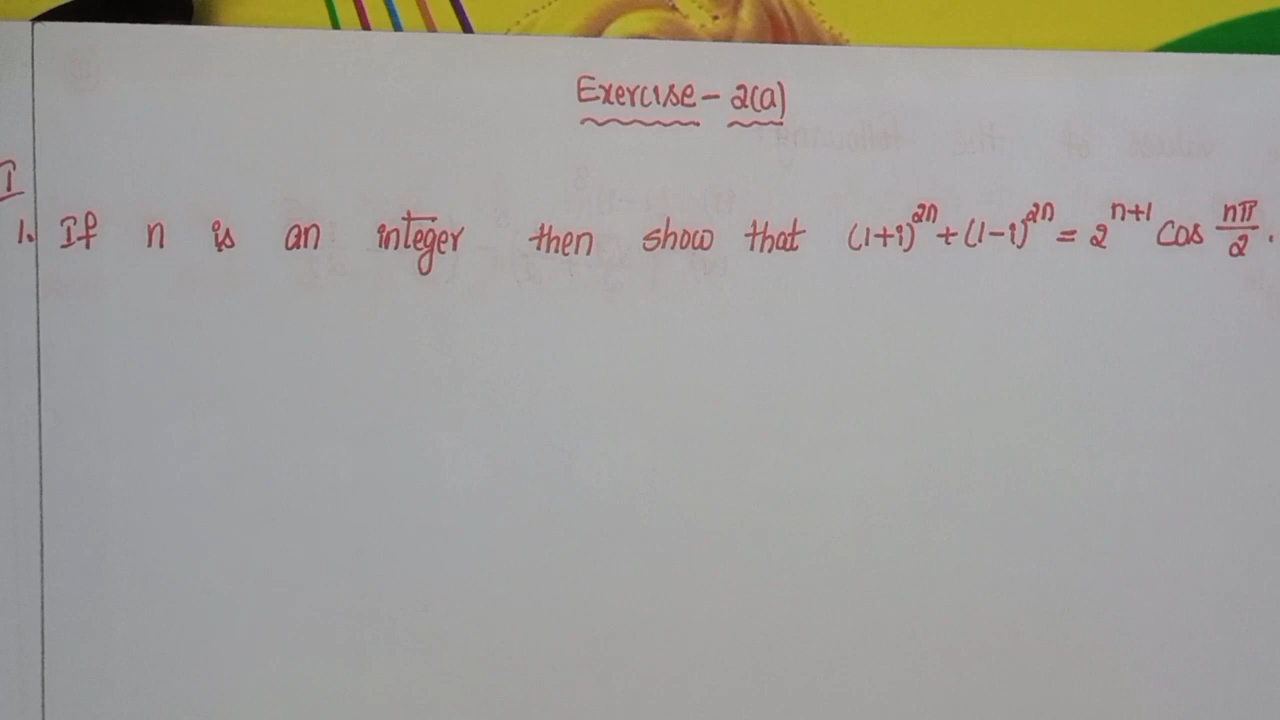 Exercise - 2(a)
I
1. If n is an integer then show that (1+i)^2n + (1-i)^2n = 2^n+1 cos nπ/2.